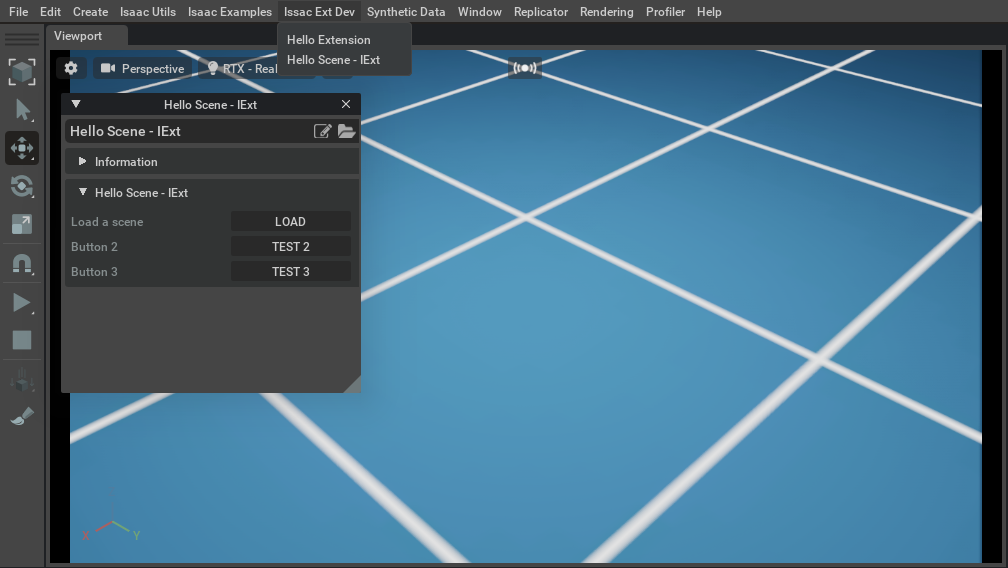 File Edit Create Isaac Utils Isaac Examples Issac Ext Dev Synthetic Data Window Replicator Rendering Profiler Help
Viewport
Hello Extension
Hello Scene - IExt
Perspective
RTX - Real
Hello Scene - IExt
Hello Scene - IExt
Information
Hello Scene - IExt
Load a scene LOAD
Button 2 TEST 2
Button 3 TEST 3
X Y